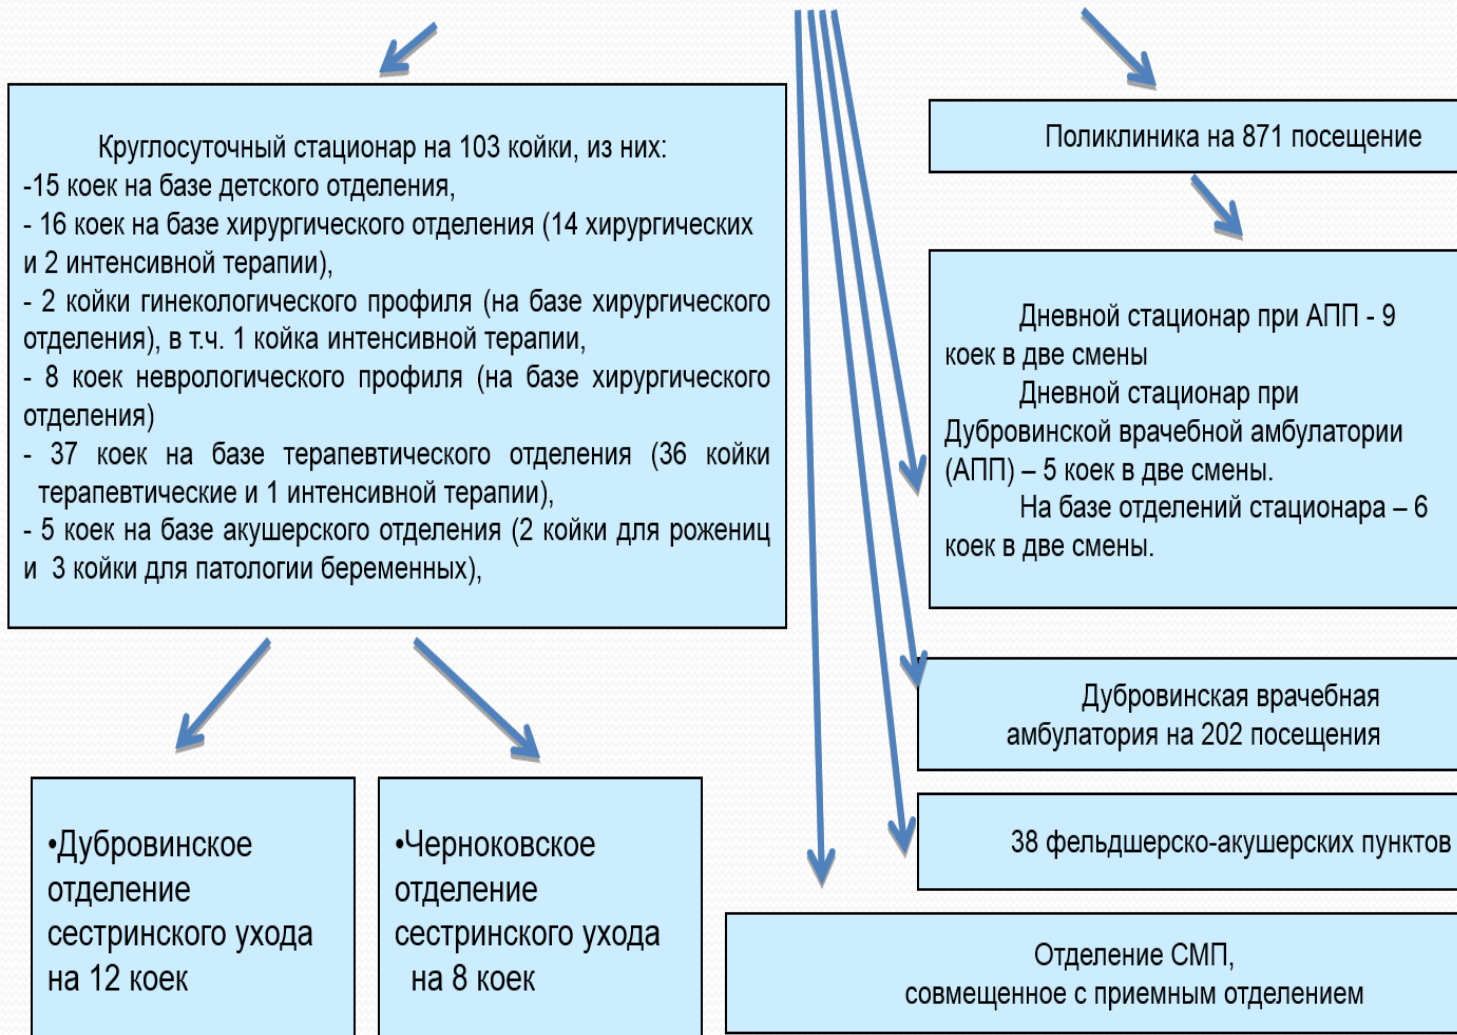 Круглосуточный стационар на 103 койки, из них:
-15 коек на базе детского отделения,
- 16 коек на базе хирургического отделения (14 хирургических
и 2 интенсивной терапии),
- 2 койки гинекологического профиля (на базе хирургического
отделения), в т.ч. 1 койка интенсивной терапии,
- 8 коек неврологического профиля (на базе хирургического
отделения)
- 37 коек на базе терапевтического отделения (36 койки
терапевтические и 1 интенсивной терапии),
- 5 коек на базе акушерского отделения (2 койки для рожениц
и 3 койки для патологии беременных),
•Дубровинское
отделение
сестринского ухода
на 12 коек
•Черноковское
отделение
сестринского ухода
на 8 коек
Поликлиника на 871 посещение
Дневной стационар при АПП - 9
коек в две смены
Дневной стационар при
Дубровинской врачебной амбулатории
(АПП) – 5 коек в две смены.
На базе отделений стационара – 6
коек в две смены.
Дубровинская врачебная
амбулатория на 202 посещения
38 фельдшерско-акушерских пунктов
Отделение СМП,
совмещенное с приемным отделением